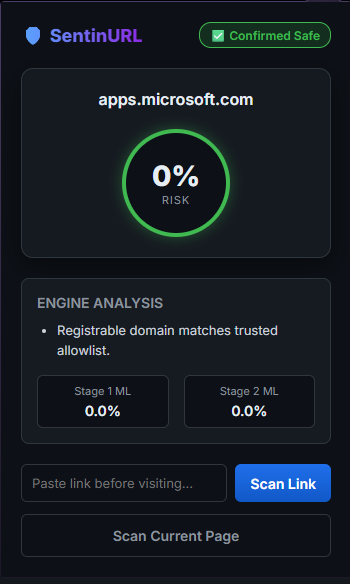 SentinURL
✅ Confirmed Safe
apps.microsoft.com
0%
RISK
ENGINE ANALYSIS
• Registrable domain matches trusted
allowlist.
Stage 1 ML
0.0%
Stage 2 ML
0.0%
Paste link before visiting...
Scan Link
Scan Current Page